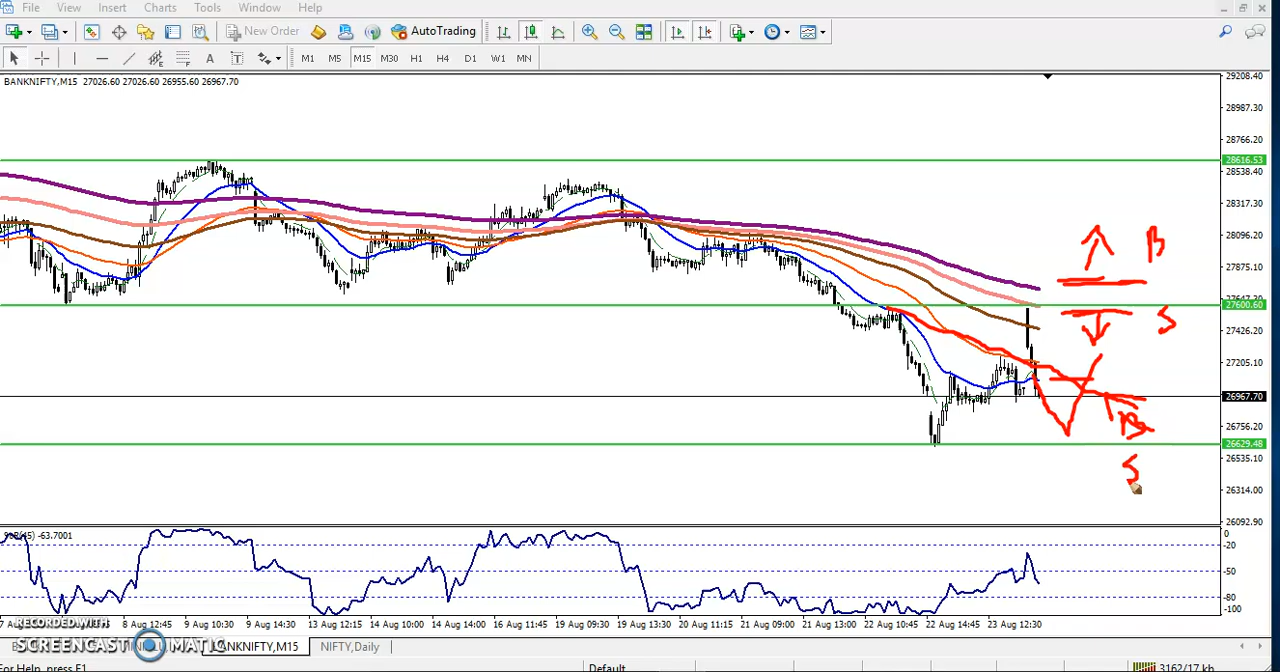 File View Insert Charts Tools Window Help
New Order AutoTrading
M1 M5 M15 M30 H1 H4 D1 W1 MN
BANKNIFTY,M15 27026.60 27026.60 26955.60 26967.70
29208.40
28987.30
28766.20
28616.53
28538.40
28317.30
28096.20
B
27875.10
27600.60
S
27426.20
27205.10
26967.70
26756.20
B
26629.48
26535.10
S
26314.00
26092.90
-63.7001
0
-20
-50
-80
-100
8 Aug 12:45 9 Aug 10:30 9 Aug 14:30 13 Aug 12:15 14 Aug 10:00 14 Aug 14:00 16 Aug 11:45 19 Aug 09:30 19 Aug 13:30 20 Aug 11:15 21 Aug 09:00 21 Aug 13:00 22 Aug 10:45 22 Aug 14:45 23 Aug 12:30
RECORDED WITH
SCREENCAST MATIC
BANKNIFTY,M15 NIFTY,Daily
For Help, press F1 Default 3162/17 kb